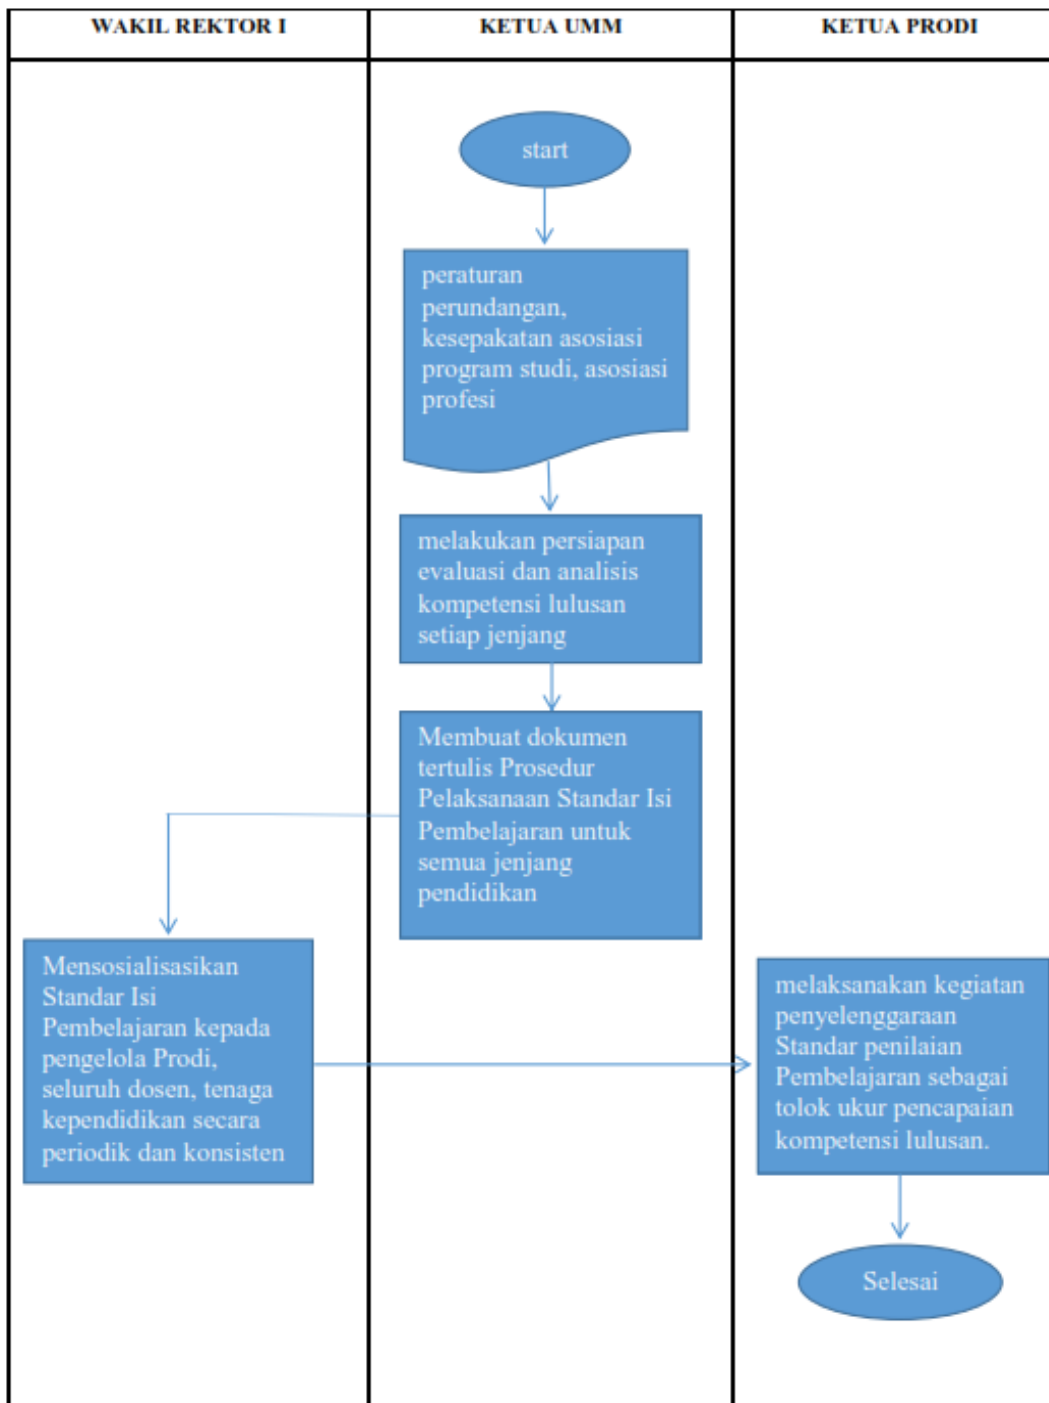 WAKIL REKTOR I
KETUA UMM
KETUA PRODI
start
peraturan
perundangan,
kesepakatan asosiasi
program studi, asosiasi
profesi
melakukan persiapan
evaluasi dan analisis
kompetensi lulusan
setiap jenjang
Membuat dokumen
tertulis Prosedur
Pelaksanaan Standar Isi
Pembelajaran untuk
semua jenjang
pendidikan
Mensosialisasikan
Standar Isi
Pembelajaran kepada
pengelola Prodi,
seluruh dosen, tenaga
kependidikan secara
periodik dan konsisten
melaksanakan kegiatan
penyelenggaraan
Standar penilaian
Pembelajaran sebagai
tolok ukur pencapaian
kompetensi lulusan.
Selesai